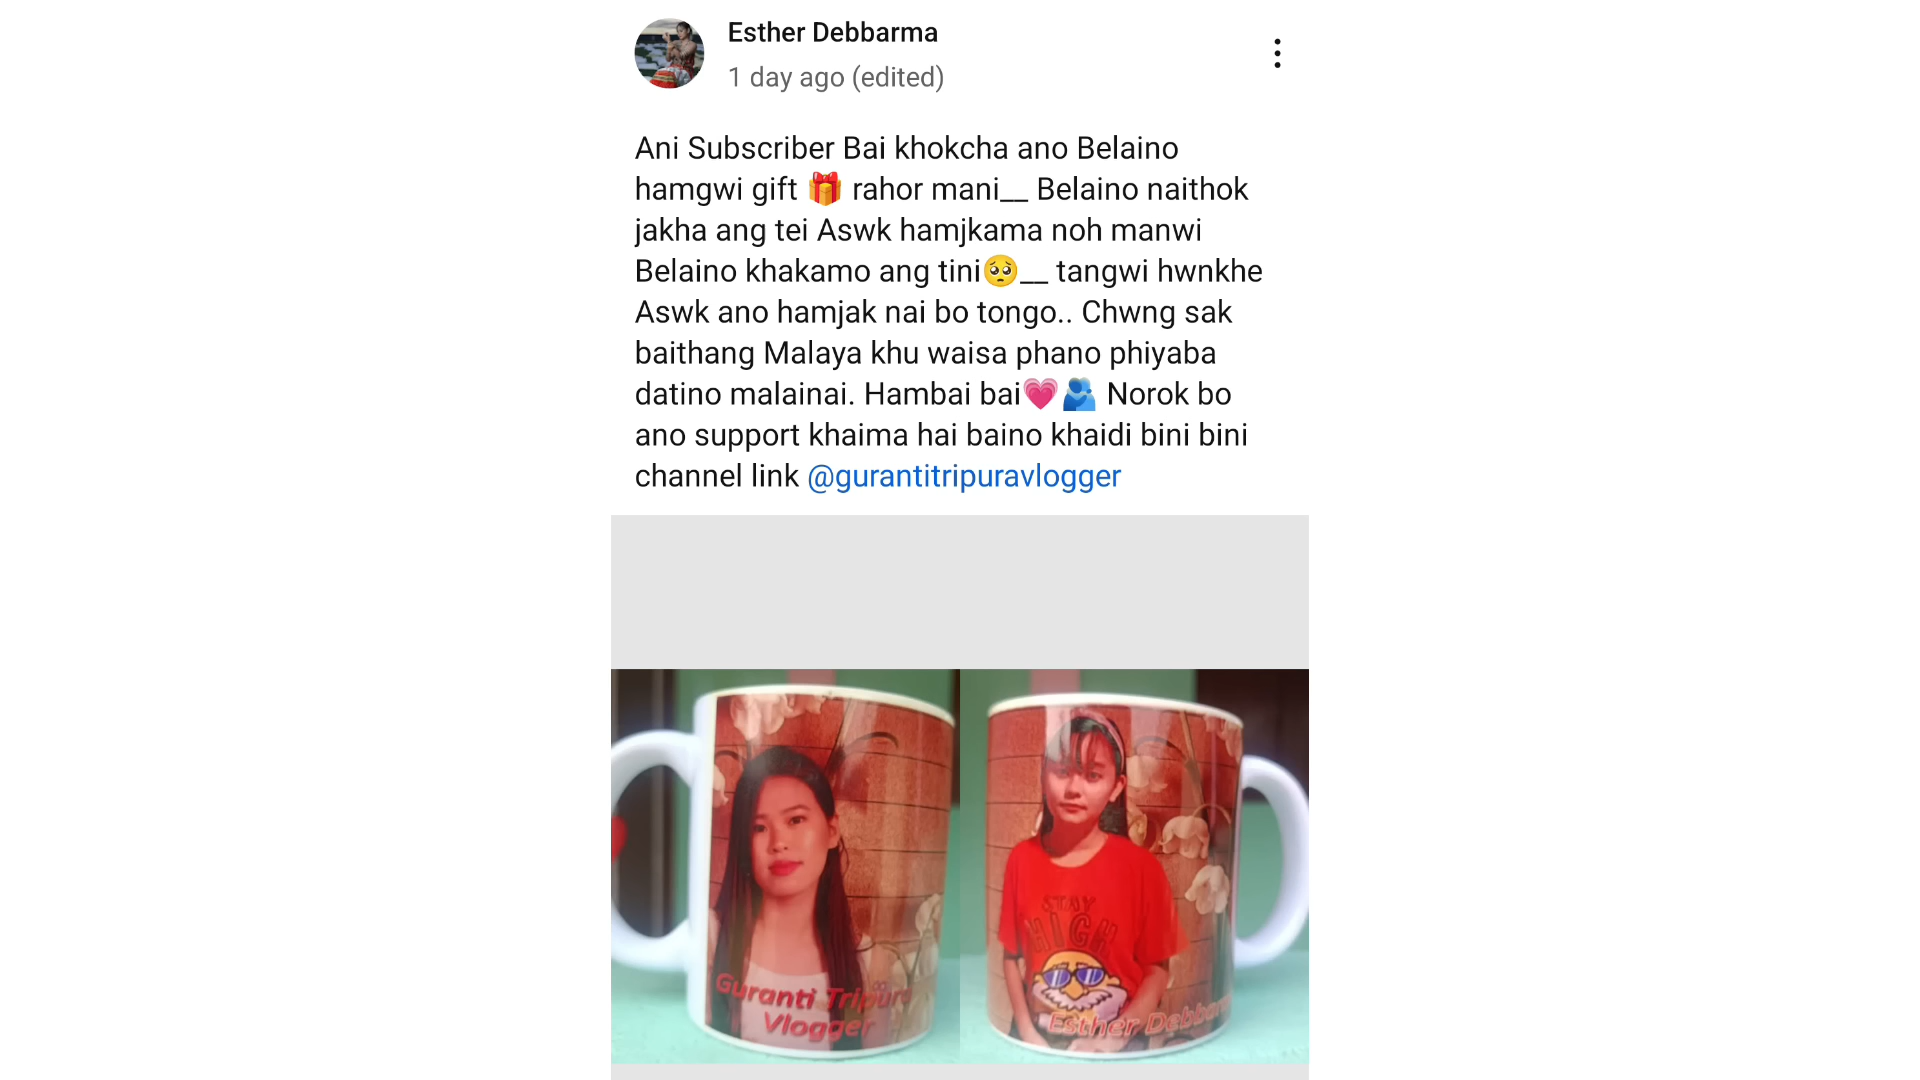 Esther Debbarma
1 day ago (edited)
Ani Subscriber Bai khokcha ano Belaino
hamgwi gift 🎁 rahor mani__ Belaino naithok
jakha ang tei Aswk hamjkama noh manwi
Belaino khakamo ang tini🥺__ tangwi hwnkhe
Aswk ano hamjak nai bo tongo.. Chwng sak
baithang Malaya khu waisa phano phiyaba
datino malainai. Hambai bai💗🫂 Norok bo
ano support khaima hai baino khaidi bini bini
channel link @gurantitripuravlogger
Guranti Tripura
Vlogger
STAY
HIGH
Esther Debbarma